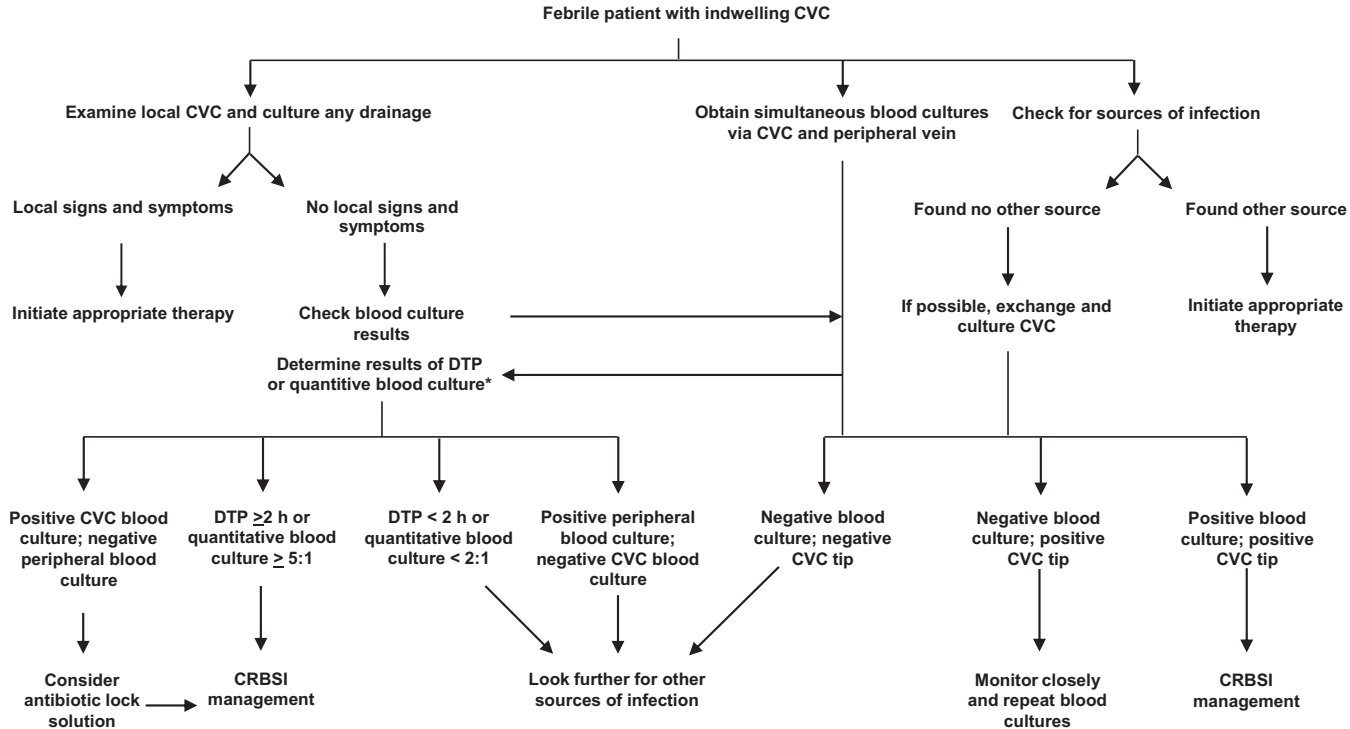 Febrile patient with indwelling CVC
Examine local CVC and culture any drainage
Obtain simultaneous blood cultures
via CVC and peripheral vein
Check for sources of infection
Local signs and symptoms
No local signs and
symptoms
Found no other source
Found other source
Initiate appropriate therapy
Check blood culture
results
If possible, exchange and
culture CVC
Initiate appropriate
therapy
Determine results of DTP
or quantitive blood culture*
Positive CVC blood
culture; negative
peripheral blood
culture
DTP ≥2 h or
quantitative blood
culture ≥ 5:1
DTP < 2 h or
quantitative blood
culture < 2:1
Positive peripheral
blood culture;
negative CVC blood
culture
Negative blood
culture; negative
CVC tip
Negative blood
culture; positive
CVC tip
Positive blood
culture; positive
CVC tip
Consider
antibiotic lock
solution
CRBSI
management
Look further for other
sources of infection
Monitor closely
and repeat blood
cultures
CRBSI
management